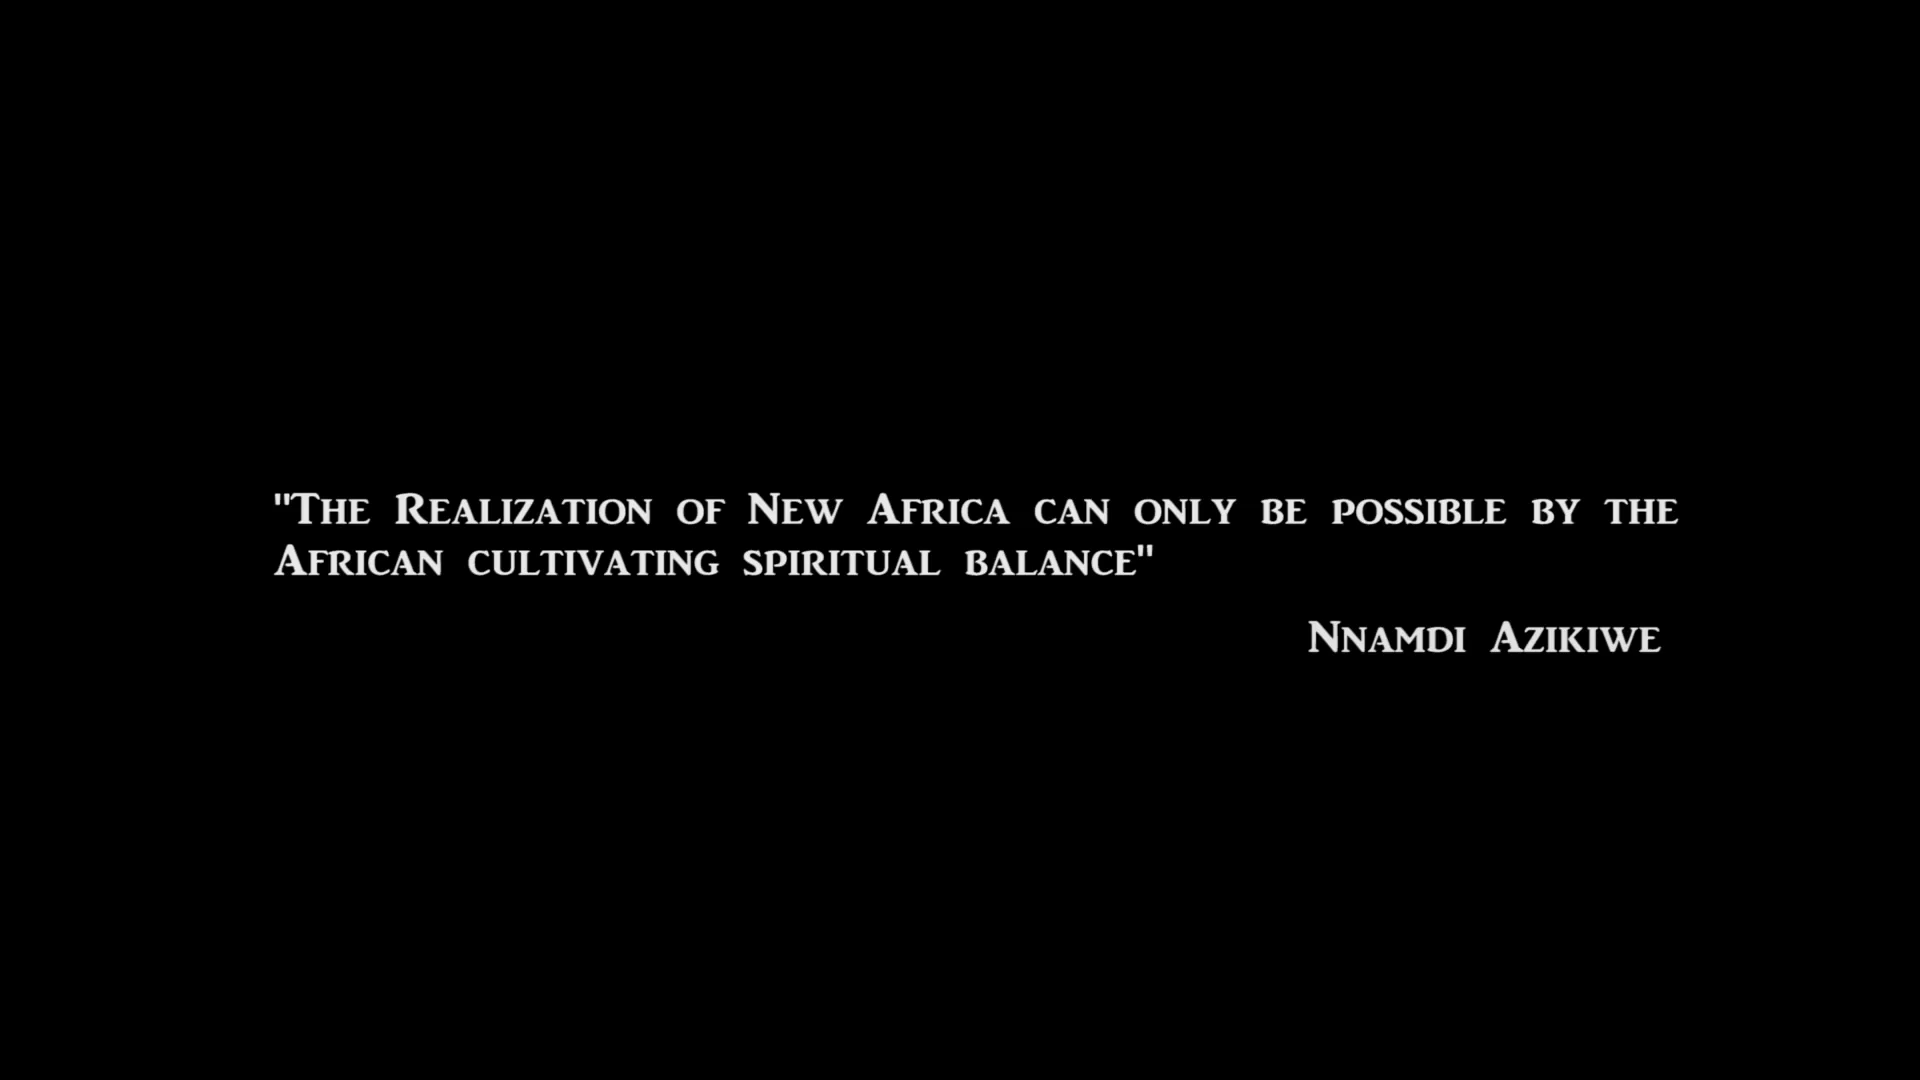 "The Realization of New Africa can only be possible by the
African cultivating spiritual balance"
Nnamdi Azikiwe